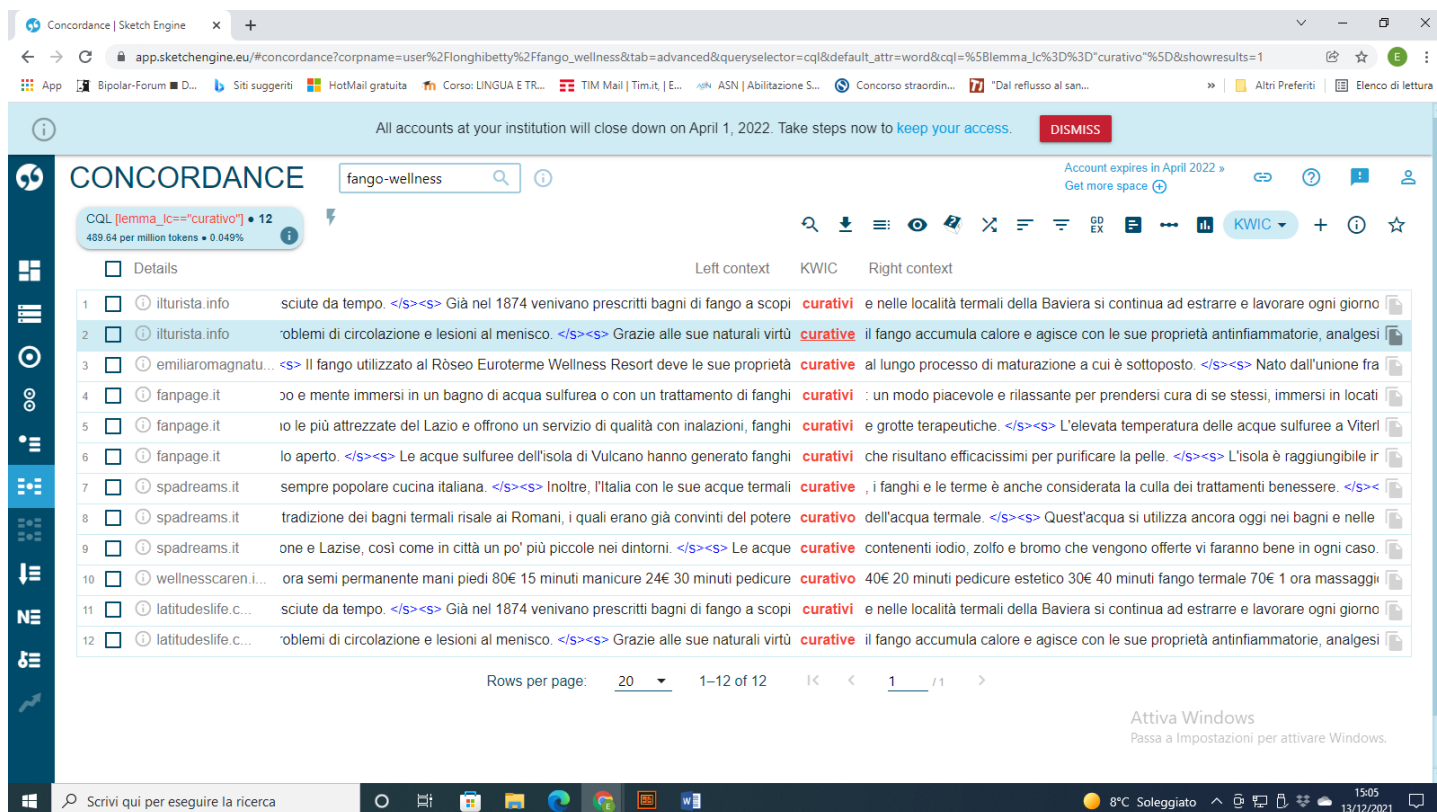 Concordance | Sketch Engine
app.sketchengine.eu/#concordance?corpname=user%2Flonghibetty%2Ffango_wellness&tab=advanced&queryselector=cql&default_attr=word&cql=%5Blemma_lc%3D%3D"curativo"%5D&showresults=1 E
App Bipolar-Forum D... Siti suggeriti HotMail gratuita Corso: LINGUA E TR... TIM Mail | Tim.it, | E... ASN | Abilitazione S... Concorso straordin... "Dal reflusso al san... » Altri Preferiti Elenco di lettura
All accounts at your institution will close down on April 1, 2022. Take steps now to keep your access. DISMISS
CONCORDANCE fango-wellness
Account expires in April 2022 »
Get more space
CQL [lemma_lc=="curativo"] • 12
489.64 per million tokens • 0.049%
GD EX KWIC
Details Left context KWIC Right context
1 ilturista.info sciute da tempo. </s><s> Già nel 1874 venivano prescritti bagni di fango a scopi curativi e nelle località termali della Baviera si continua ad estrarre e lavorare ogni giorno
2 ilturista.info roblemi di circolazione e lesioni al menisco. </s><s> Grazie alle sue naturali virtù curative il fango accumula calore e agisce con le sue proprietà antinfiammatorie, analgesi
3 emiliaromagnatu... <s> Il fango utilizzato al Ròseo Euroterme Wellness Resort deve le sue proprietà curative al lungo processo di maturazione a cui è sottoposto. </s><s> Nato dall'unione fra
4 fanpage.it po e mente immersi in un bagno di acqua sulfurea o con un trattamento di fanghi curativi : un modo piacevole e rilassante per prendersi cura di se stessi, immersi in locati
5 fanpage.it no le più attrezzate del Lazio e offrono un servizio di qualità con inalazioni, fanghi curativi e grotte terapeutiche. </s><s> L'elevata temperatura delle acque sulfuree a Viterl
6 fanpage.it lo aperto. </s><s> Le acque sulfuree dell'isola di Vulcano hanno generato fanghi curativi che risultano efficacissimi per purificare la pelle. </s><s> L'isola è raggiungibile ir
7 spadreams.it sempre popolare cucina italiana. </s><s> Inoltre, l'Italia con le sue acque termali curative , i fanghi e le terme è anche considerata la culla dei trattamenti benessere. </s><
8 spadreams.it tradizione dei bagni termali risale ai Romani, i quali erano già convinti del potere curativo dell'acqua termale. </s><s> Quest'acqua si utilizza ancora oggi nei bagni e nelle
9 spadreams.it one e Lazise, così come in città un po' più piccole nei dintorni. </s><s> Le acque curative contenenti iodio, zolfo e bromo che vengono offerte vi faranno bene in ogni caso.
10 wellnesscaren.i... ora semi permanente mani piedi 80€ 15 minuti manicure 24€ 30 minuti pedicure curativo 40€ 20 minuti pedicure estetico 30€ 40 minuti fango termale 70€ 1 ora massaggi
11 latitudeslife.c... sciute da tempo. </s><s> Già nel 1874 venivano prescritti bagni di fango a scopi curativi e nelle località termali della Baviera si continua ad estrarre e lavorare ogni giorno
12 latitudeslife.c... roblemi di circolazione e lesioni al menisco. </s><s> Grazie alle sue naturali virtù curative il fango accumula calore e agisce con le sue proprietà antinfiammatorie, analgesi
Rows per page: 20 1–12 of 12 1 / 1
Attiva Windows
Passa a Impostazioni per attivare Windows.
Scrivi qui per eseguire la ricerca 8°C Soleggiato 15:05
13/12/2021